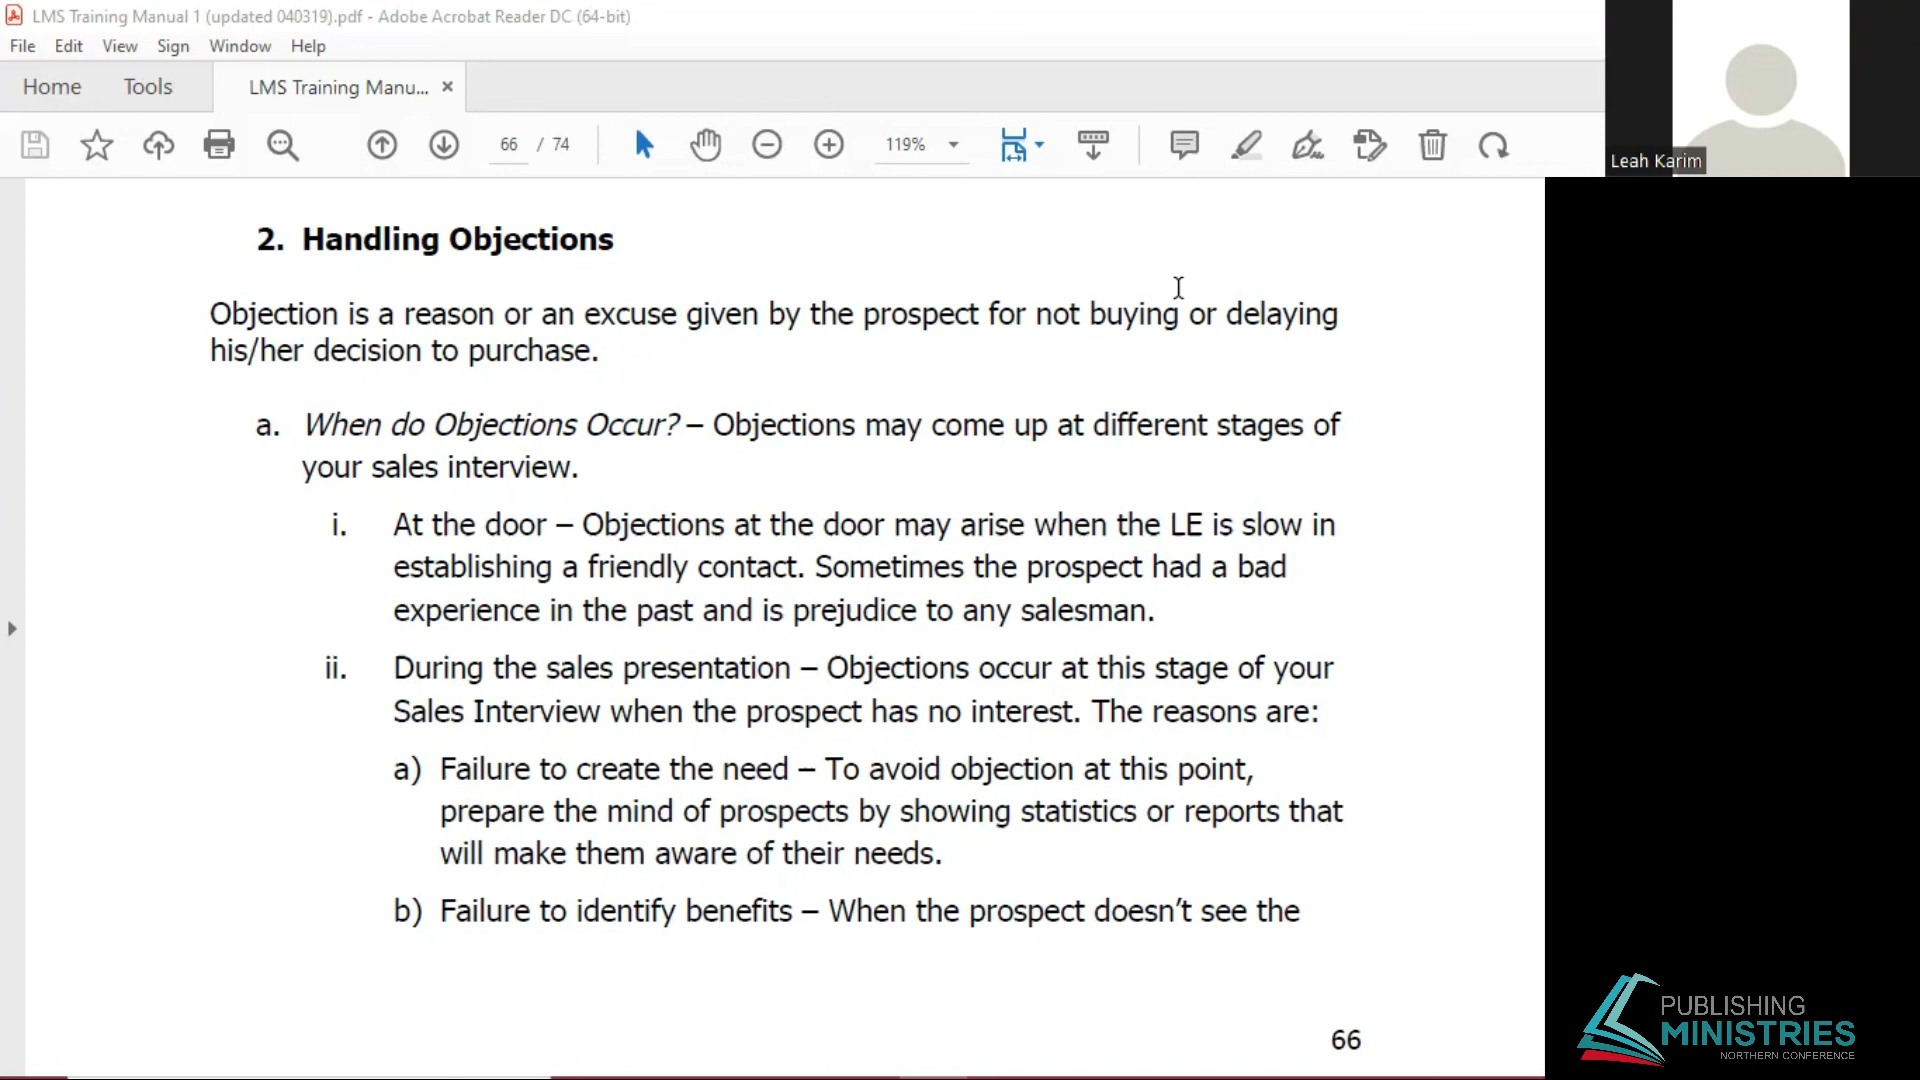 LMS Training Manual 1 (updated 040319).pdf - Adobe Acrobat Reader DC (64-bit)
File Edit View Sign Window Help
Home Tools LMS Training Manu... ×
66 / 74 119%
Leah Karim
2. Handling Objections
Objection is a reason or an excuse given by the prospect for not buying or delaying
his/her decision to purchase.
a. When do Objections Occur? – Objections may come up at different stages of
your sales interview.
i. At the door – Objections at the door may arise when the LE is slow in
establishing a friendly contact. Sometimes the prospect had a bad
experience in the past and is prejudice to any salesman.
ii. During the sales presentation – Objections occur at this stage of your
Sales Interview when the prospect has no interest. The reasons are:
a) Failure to create the need – To avoid objection at this point,
prepare the mind of prospects by showing statistics or reports that
will make them aware of their needs.
b) Failure to identify benefits – When the prospect doesn’t see the
66
PUBLISHING
MINISTRIES
NORTHERN CONFERENCE